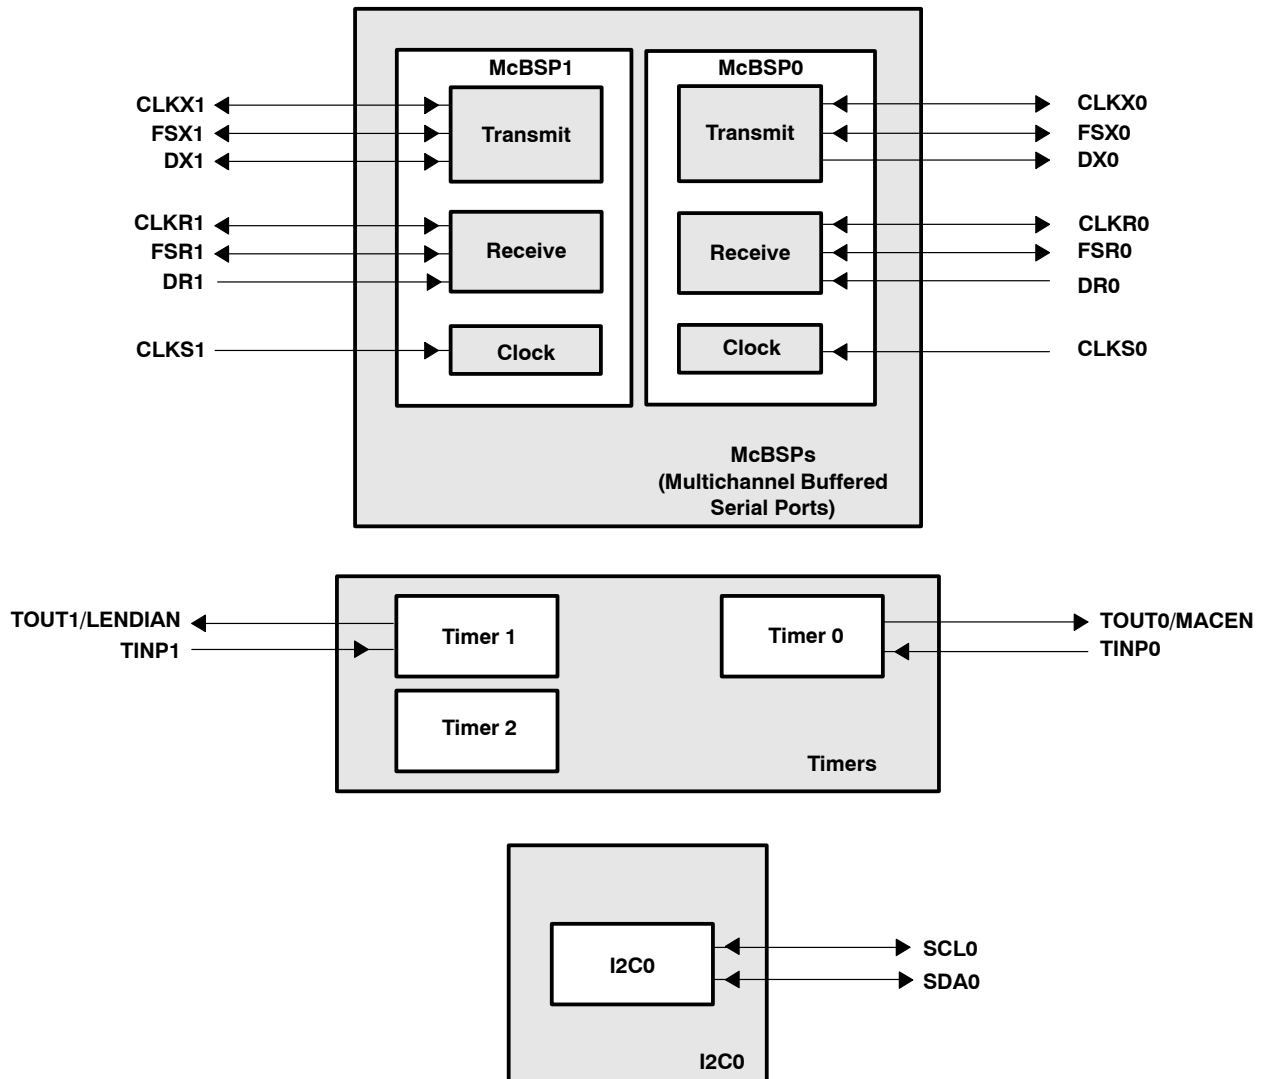 McBSP1
McBSP0
CLKX1
FSX1
DX1
Transmit
Transmit
CLKX0
FSX0
DX0
CLKR1
FSR1
DR1
Receive
Receive
CLKR0
FSR0
DR0
CLKS1
Clock
Clock
CLKS0
McBSPs
(Multichannel Buffered
Serial Ports)
TOUT1/LENDIAN
TINP1
Timer 1
Timer 0
TOUT0/MACEN
TINP0
Timer 2
Timers
I2C0
SCL0
SDA0
I2C0